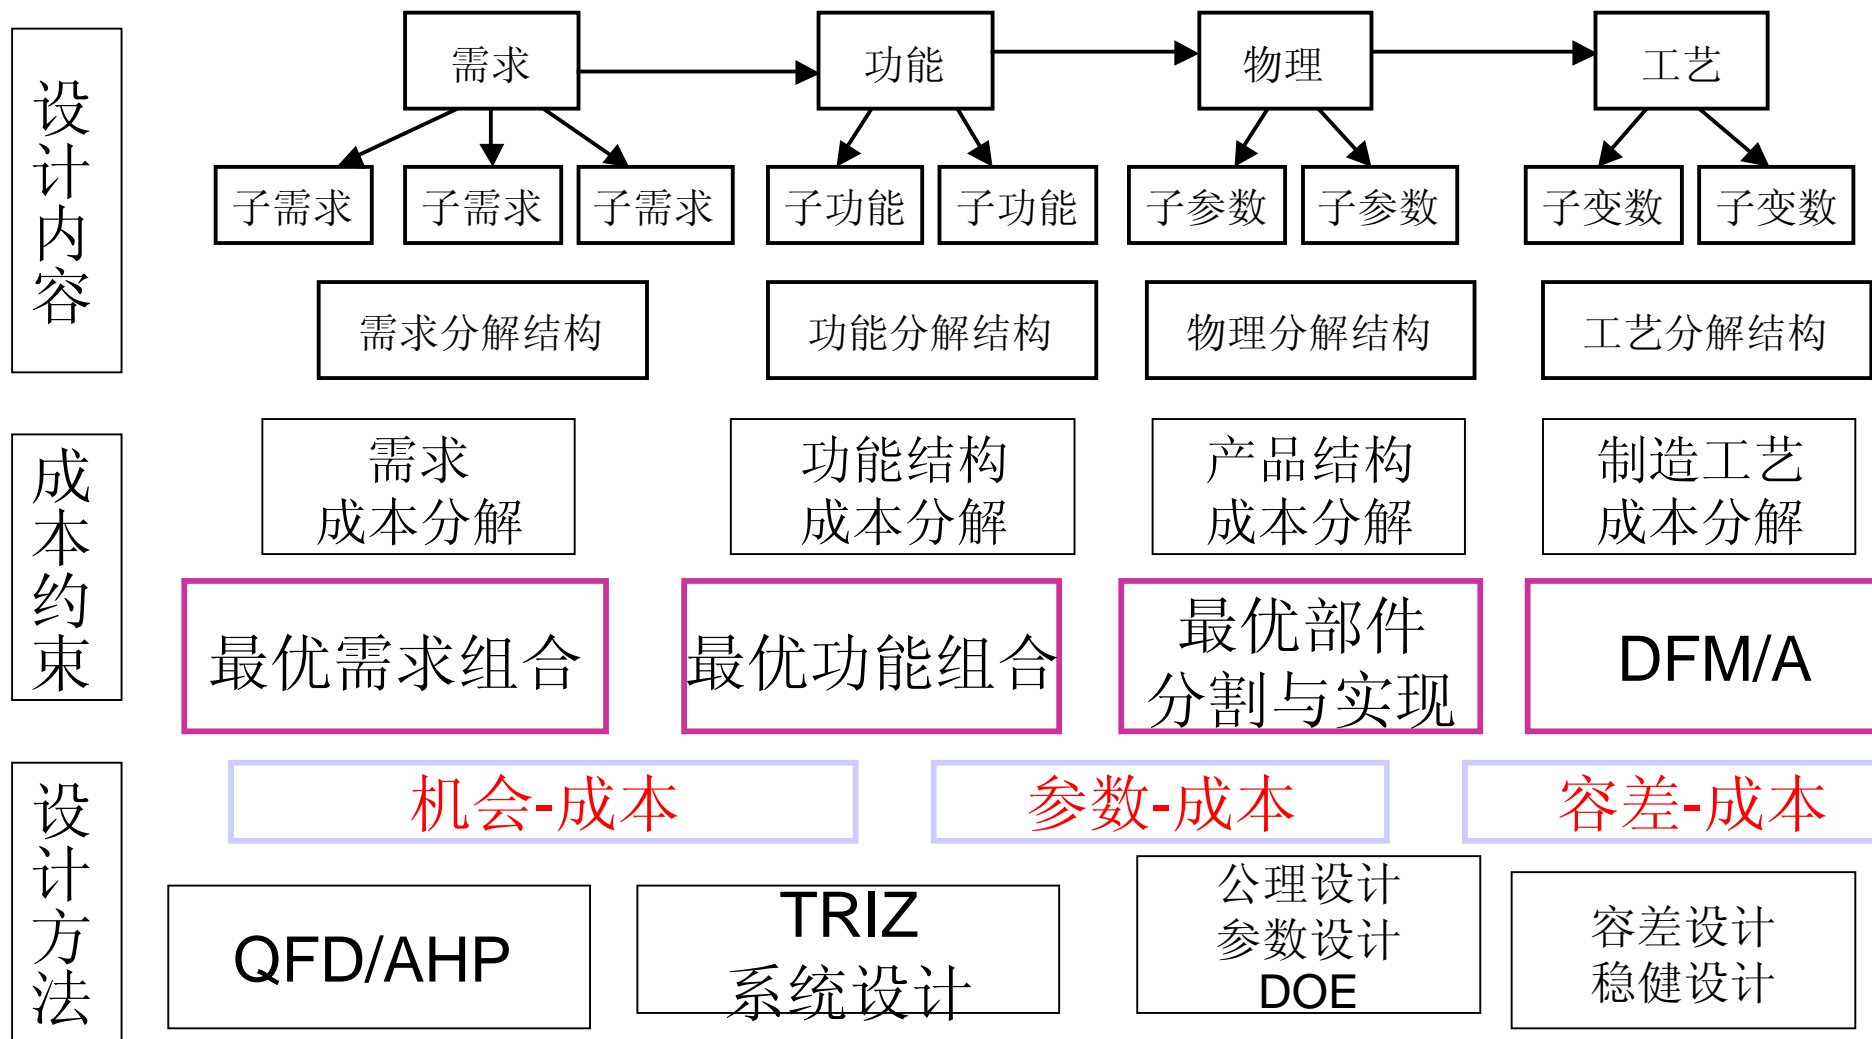 设计内容
需求
功能
物理
工艺
子需求
子需求
子需求
子功能
子功能
子参数
子参数
子变数
子变数
需求分解结构
功能分解结构
物理分解结构
工艺分解结构
成本约束
需求
成本分解
功能结构
成本分解
产品结构
成本分解
制造工艺
成本分解
最优需求组合
最优功能组合
最优部件
分割与实现
DFM/A
设计方法
机会-成本
参数-成本
容差-成本
QFD/AHP
TRIZ
系统设计
公理设计
参数设计
DOE
容差设计
稳健设计